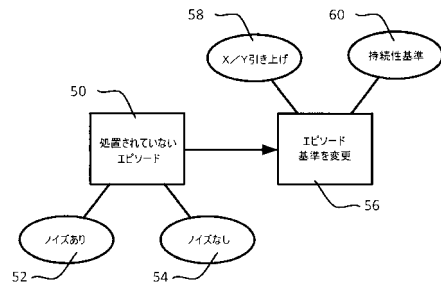 58
60
X/Y引き上げ
持続性基準
50
処置されていない
エピソード
エピソード
基準を変更
56
ノイズあり
ノイズなし
52
54